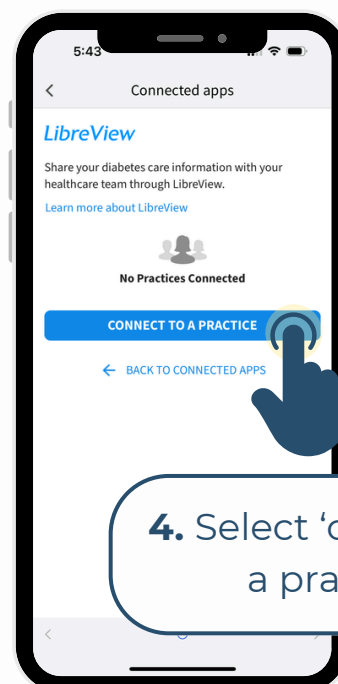 5:43
Connected apps
LibreView
Share your diabetes care information with your
healthcare team through LibreView.
Learn more about LibreView
No Practices Connected
CONNECT TO A PRACTICE
BACK TO CONNECTED APPS
4. Select ‘
a